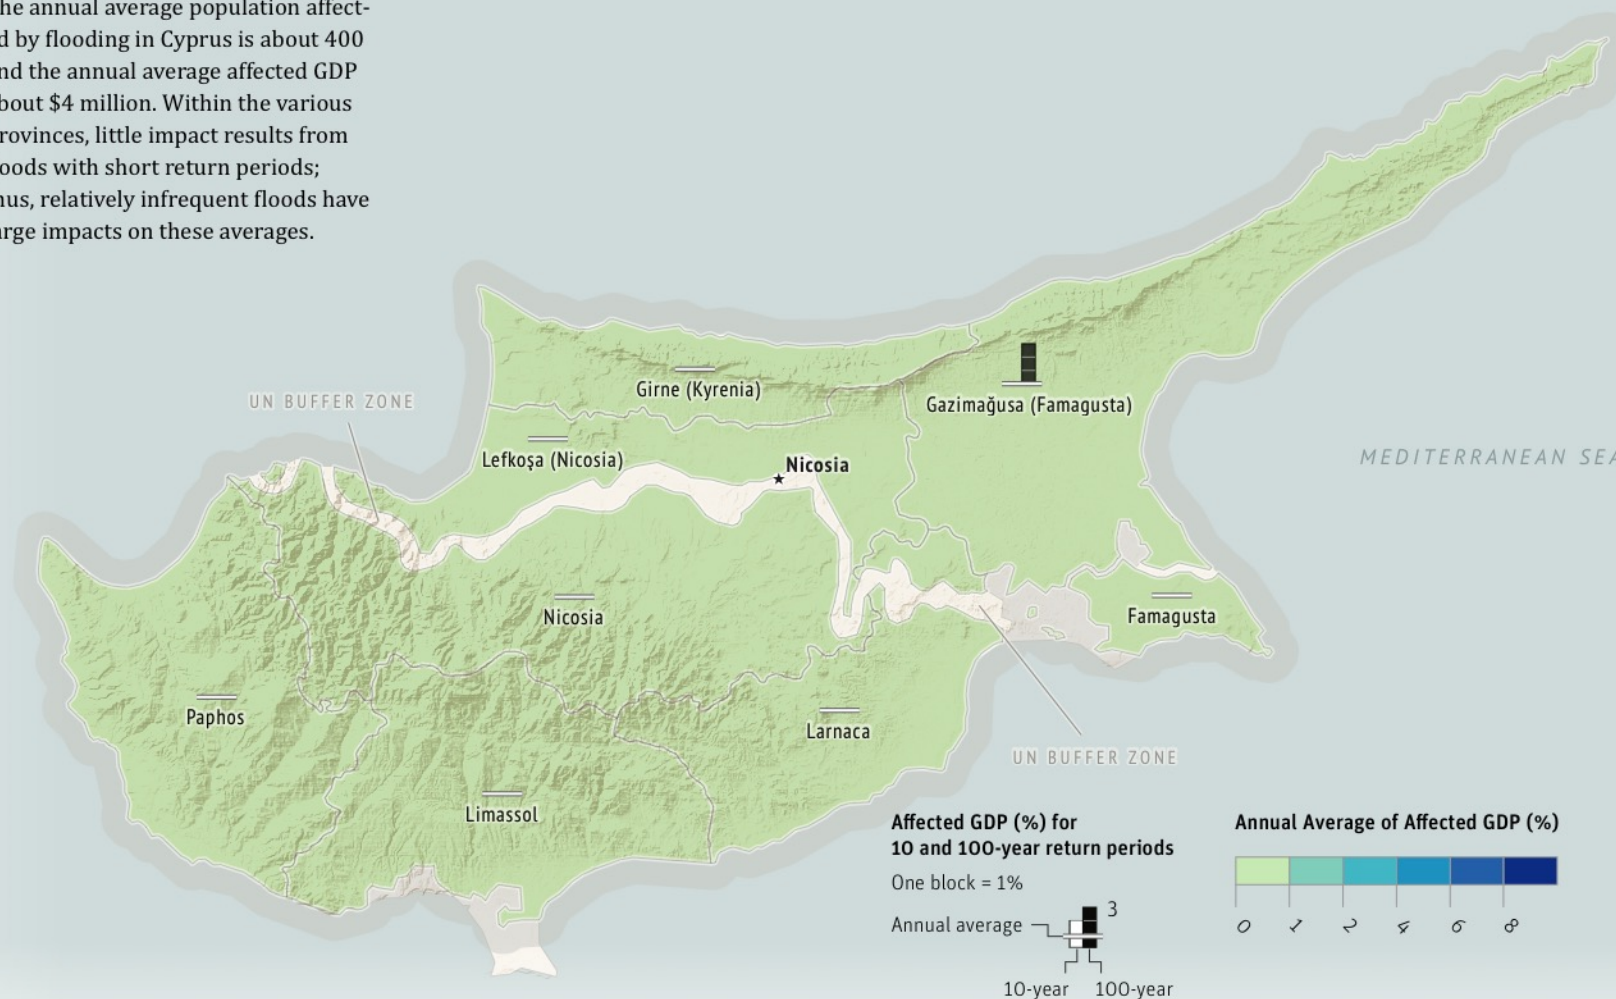 he annual average population affect-
d by flooding in Cyprus is about 400
nd the annual average affected GDP
bout $4 million. Within the various
rovinces, little impact results from
oods with short return periods;
hus, relatively infrequent floods have
arge impacts on these averages.
UN BUFFER ZONE
Girne (Kyrenia)
Gazimağusa (Famagusta)
Lefkoşa (Nicosia)
Nicosia
MEDITERRANEAN SEA
Nicosia
Famagusta
Paphos
Larnaca
UN BUFFER ZONE
Limassol
Affected GDP (%) for
10 and 100-year return periods
One block = 1%
Annual average
3
10-year 100-year
Annual Average of Affected GDP (%)
0 1 2 4 6 8